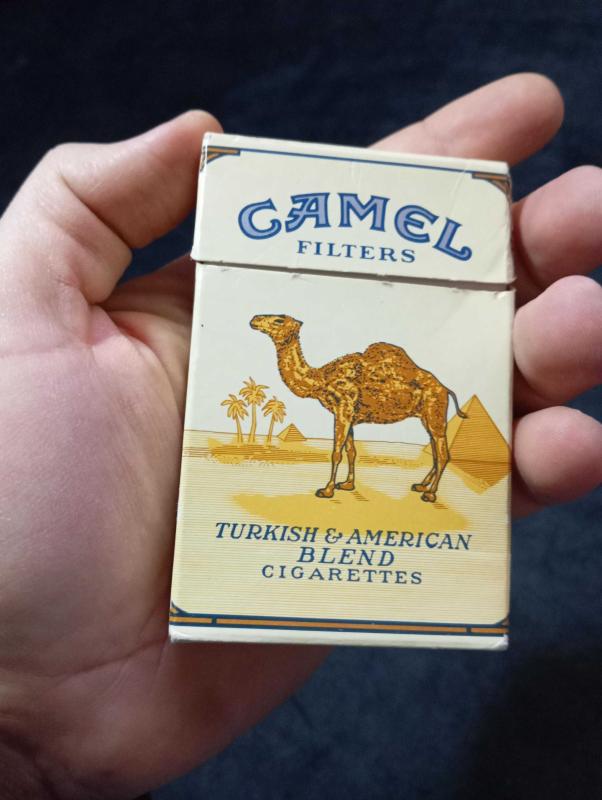 CAMEL
FILTERS
TURKISH & AMERICAN
BLEND
CIGARETTES